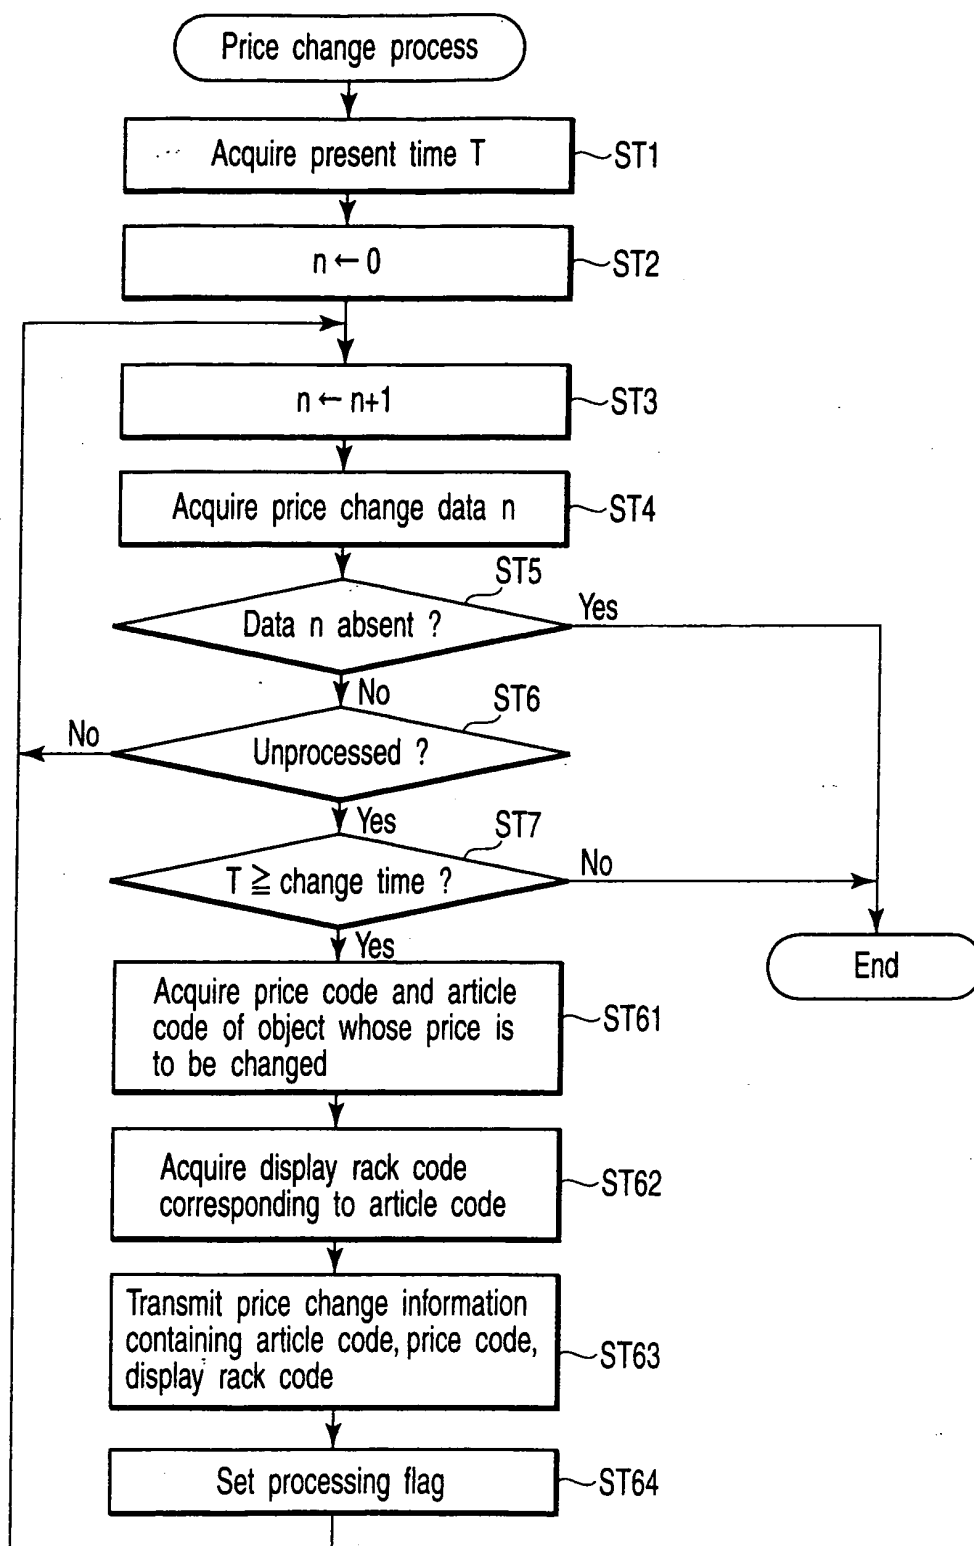 Price change process
Acquire present time T
ST1
n ← 0
ST2
n ← n+1
ST3
Acquire price change data n
ST4
ST5
Data n absent ?
Yes
No
ST6
No
Unprocessed ?
Yes
ST7
T ≧ change time ?
No
Yes
End
Acquire price code and article
code of object whose price is
to be changed
ST61
Acquire display rack code
corresponding to article code
ST62
Transmit price change information
containing article code, price code,
display rack code
ST63
Set processing flag
ST64